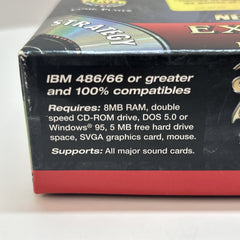 STRATEGY
IBM 486/66 or greater
and 100% compatibles
Requires: 8MB RAM, double
speed CD-ROM drive, DOS 5.0 or
Windows® 95, 5 MB free hard drive
space, SVGA graphics card, mouse.
Supports: All major sound cards.